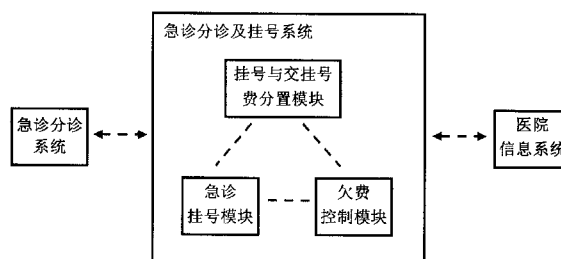 急诊分诊及挂号系统
挂号与交挂号
费分置模块
急诊分诊
系统
医院
信息系统
急诊
挂号模块
欠费
控制模块